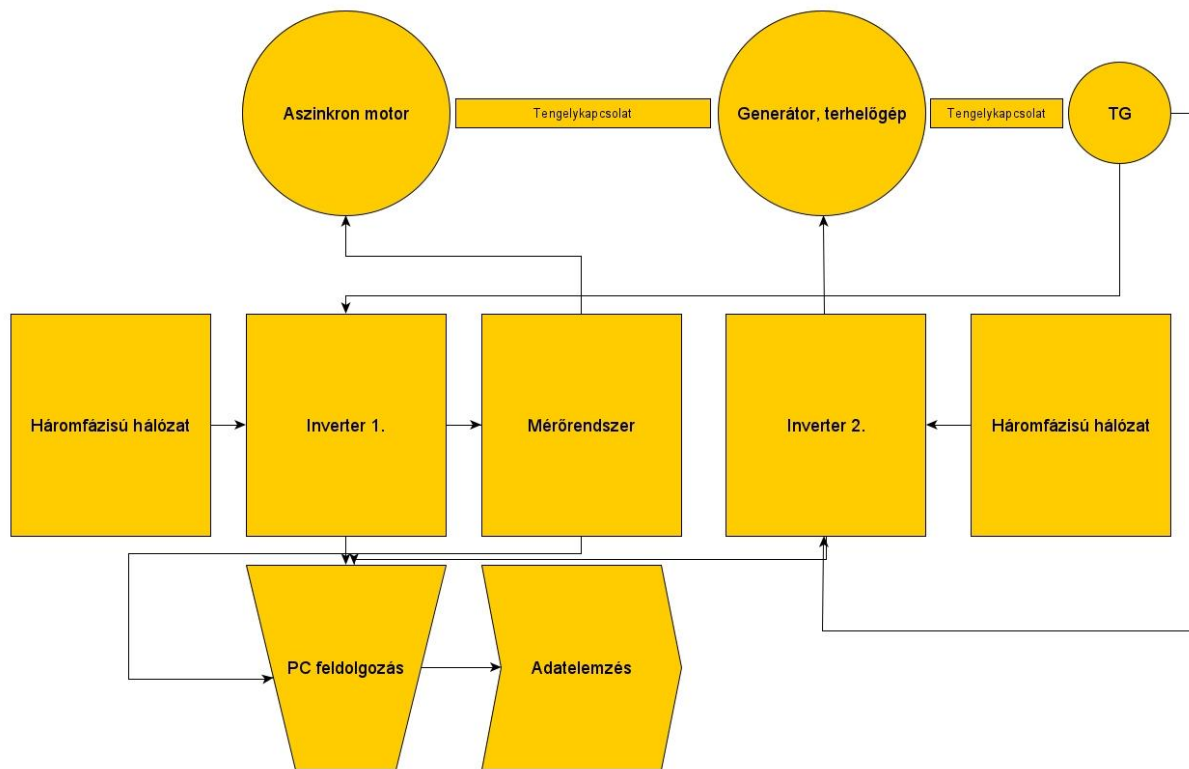 Aszinkron motor
Tengelykapcsolat
Generátor, terhelőgép
Tengelykapcsolat
TG
Háromfázisú hálózat
Inverter 1.
Mérőrendszer
Inverter 2.
Háromfázisú hálózat
PC feldolgozás
Adatelemzés